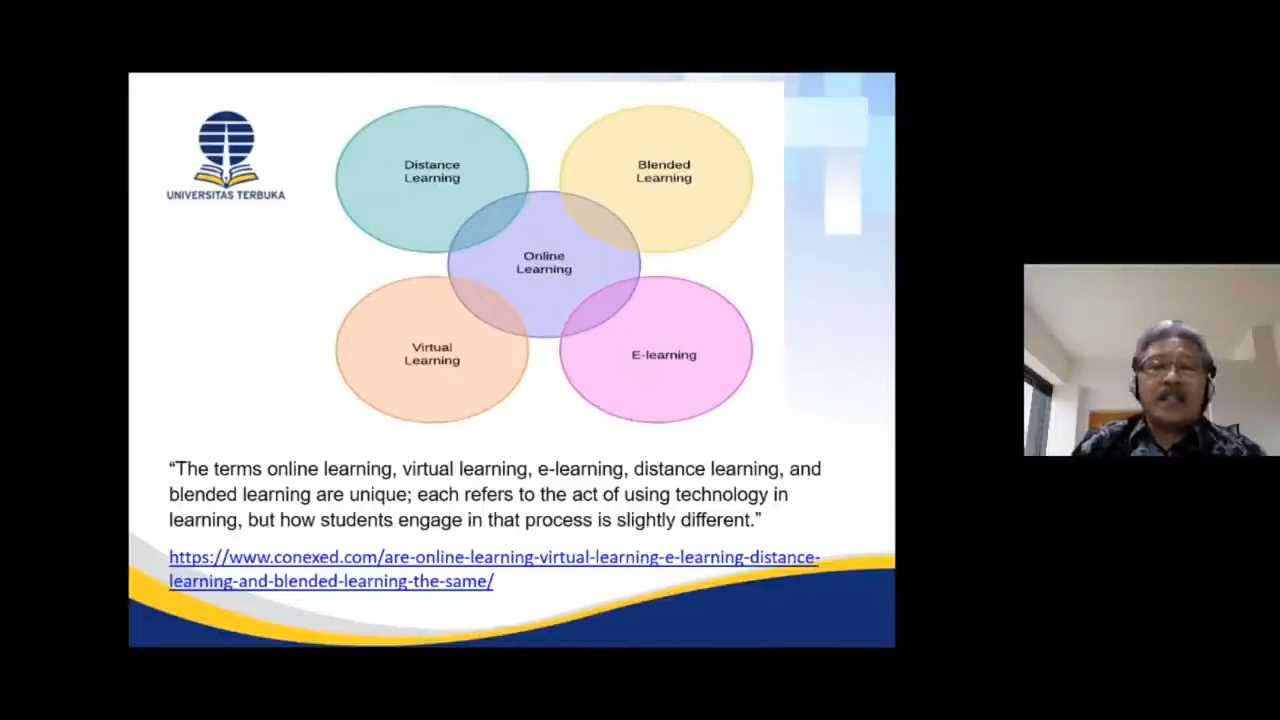 UNIVERSITAS TERBUKA
Distance
Learning
Blended
Learning
Online
Learning
Virtual
Learning
E-learning
“The terms online learning, virtual learning, e-learning, distance learning, and
blended learning are unique; each refers to the act of using technology in
learning, but how students engage in that process is slightly different.”
https://www.conexed.com/are-online-learning-virtual-learning-e-learning-distance-
learning-and-blended-learning-the-same/